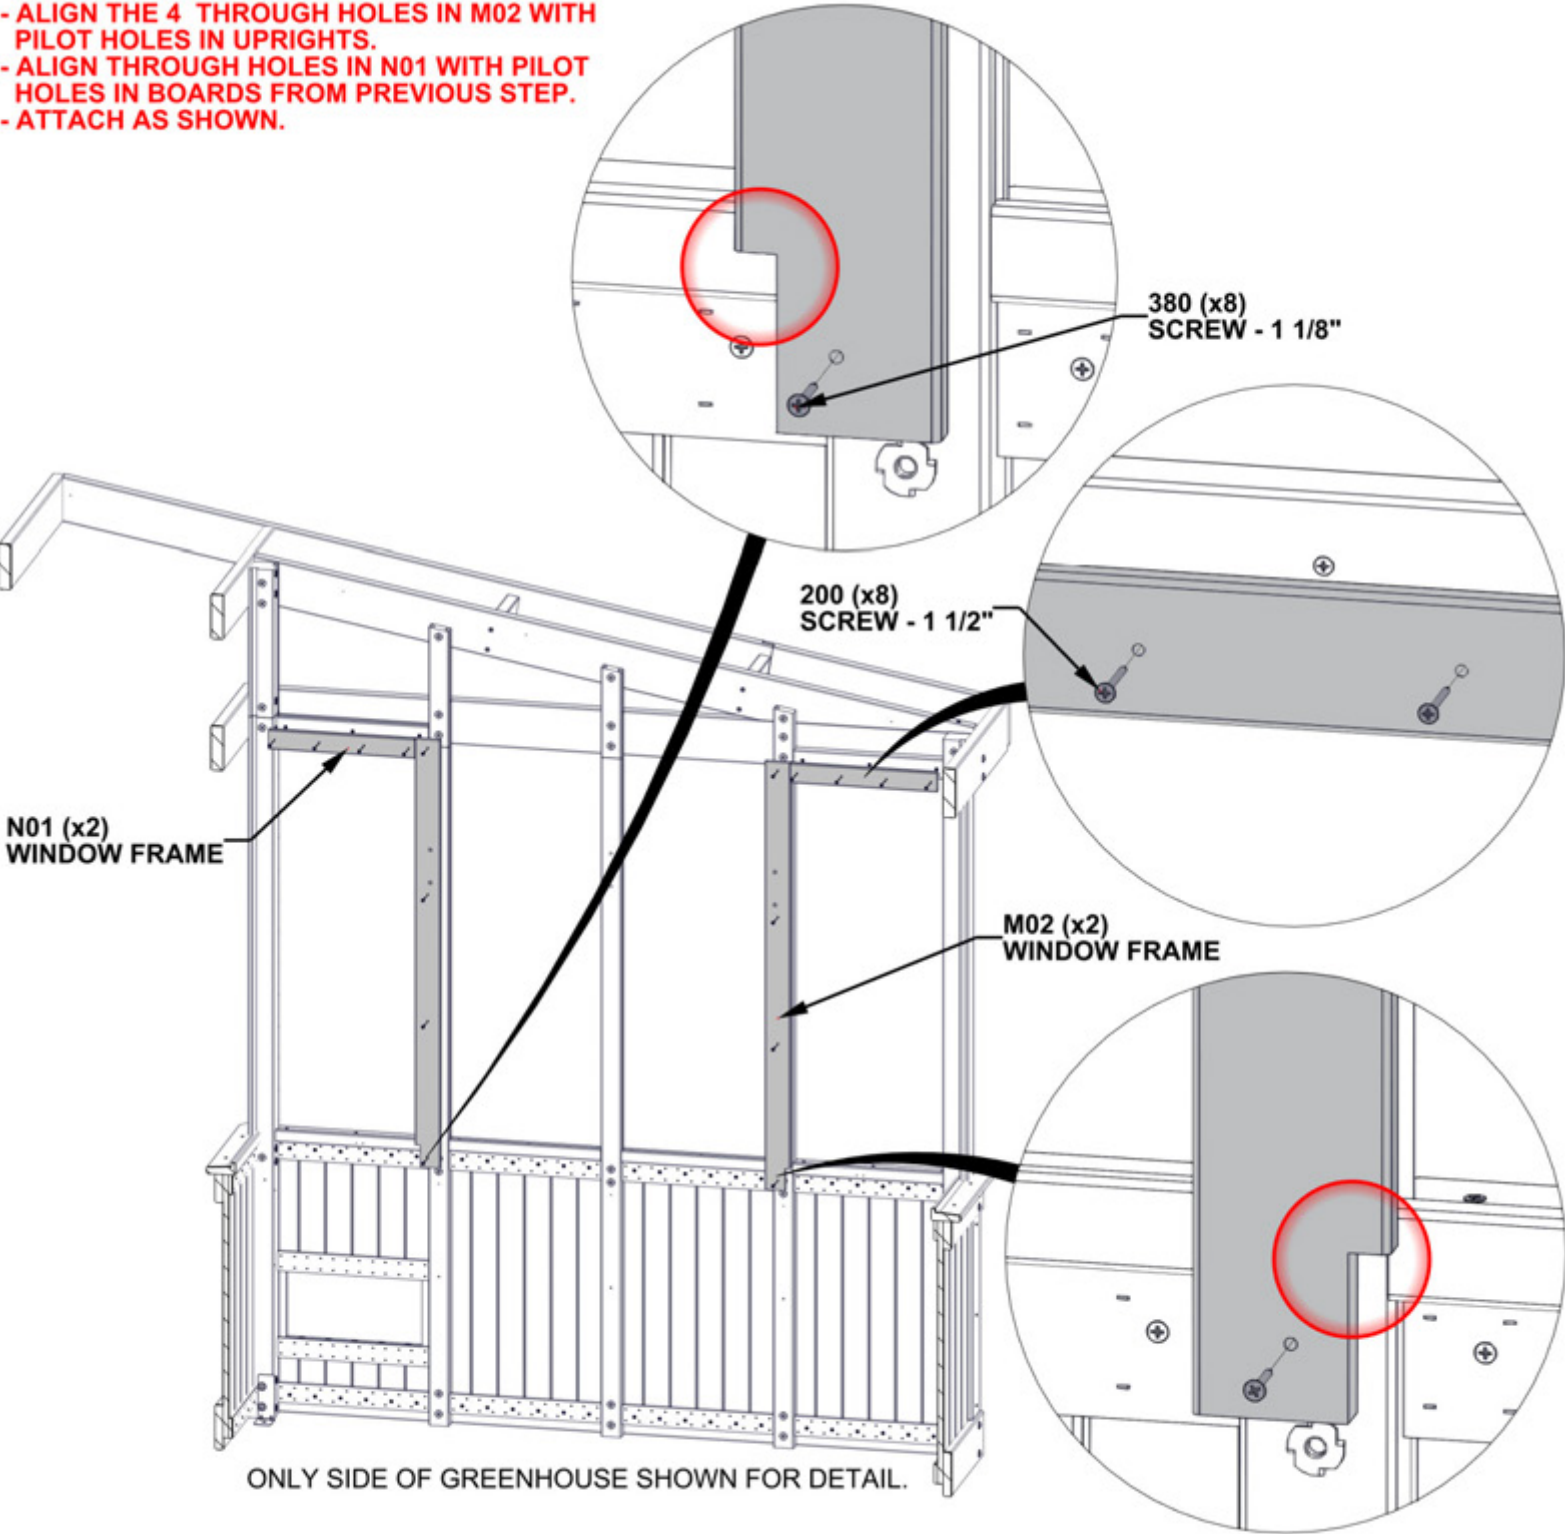 - ALIGN THE 4 THROUGH HOLES IN M02 WITH
PILOT HOLES IN UPRIGHTS.
- ALIGN THROUGH HOLES IN N01 WITH PILOT
HOLES IN BOARDS FROM PREVIOUS STEP.
- ATTACH AS SHOWN.
380 (x8)
SCREW - 1 1/8"
200 (x8)
SCREW - 1 1/2"
N01 (x2)
WINDOW FRAME
M02 (x2)
WINDOW FRAME
ONLY SIDE OF GREENHOUSE SHOWN FOR DETAIL.